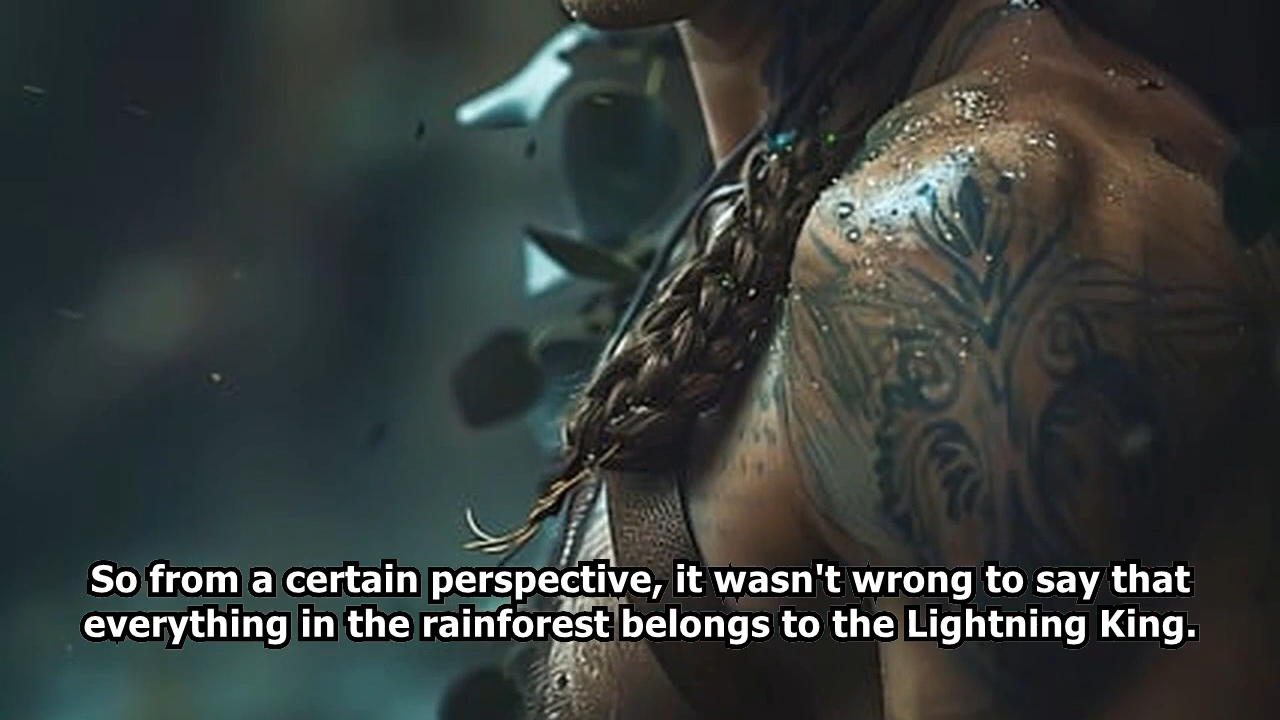 So from a certain perspective, it wasn't wrong to say that
everything in the rainforest belongs to the Lightning King.